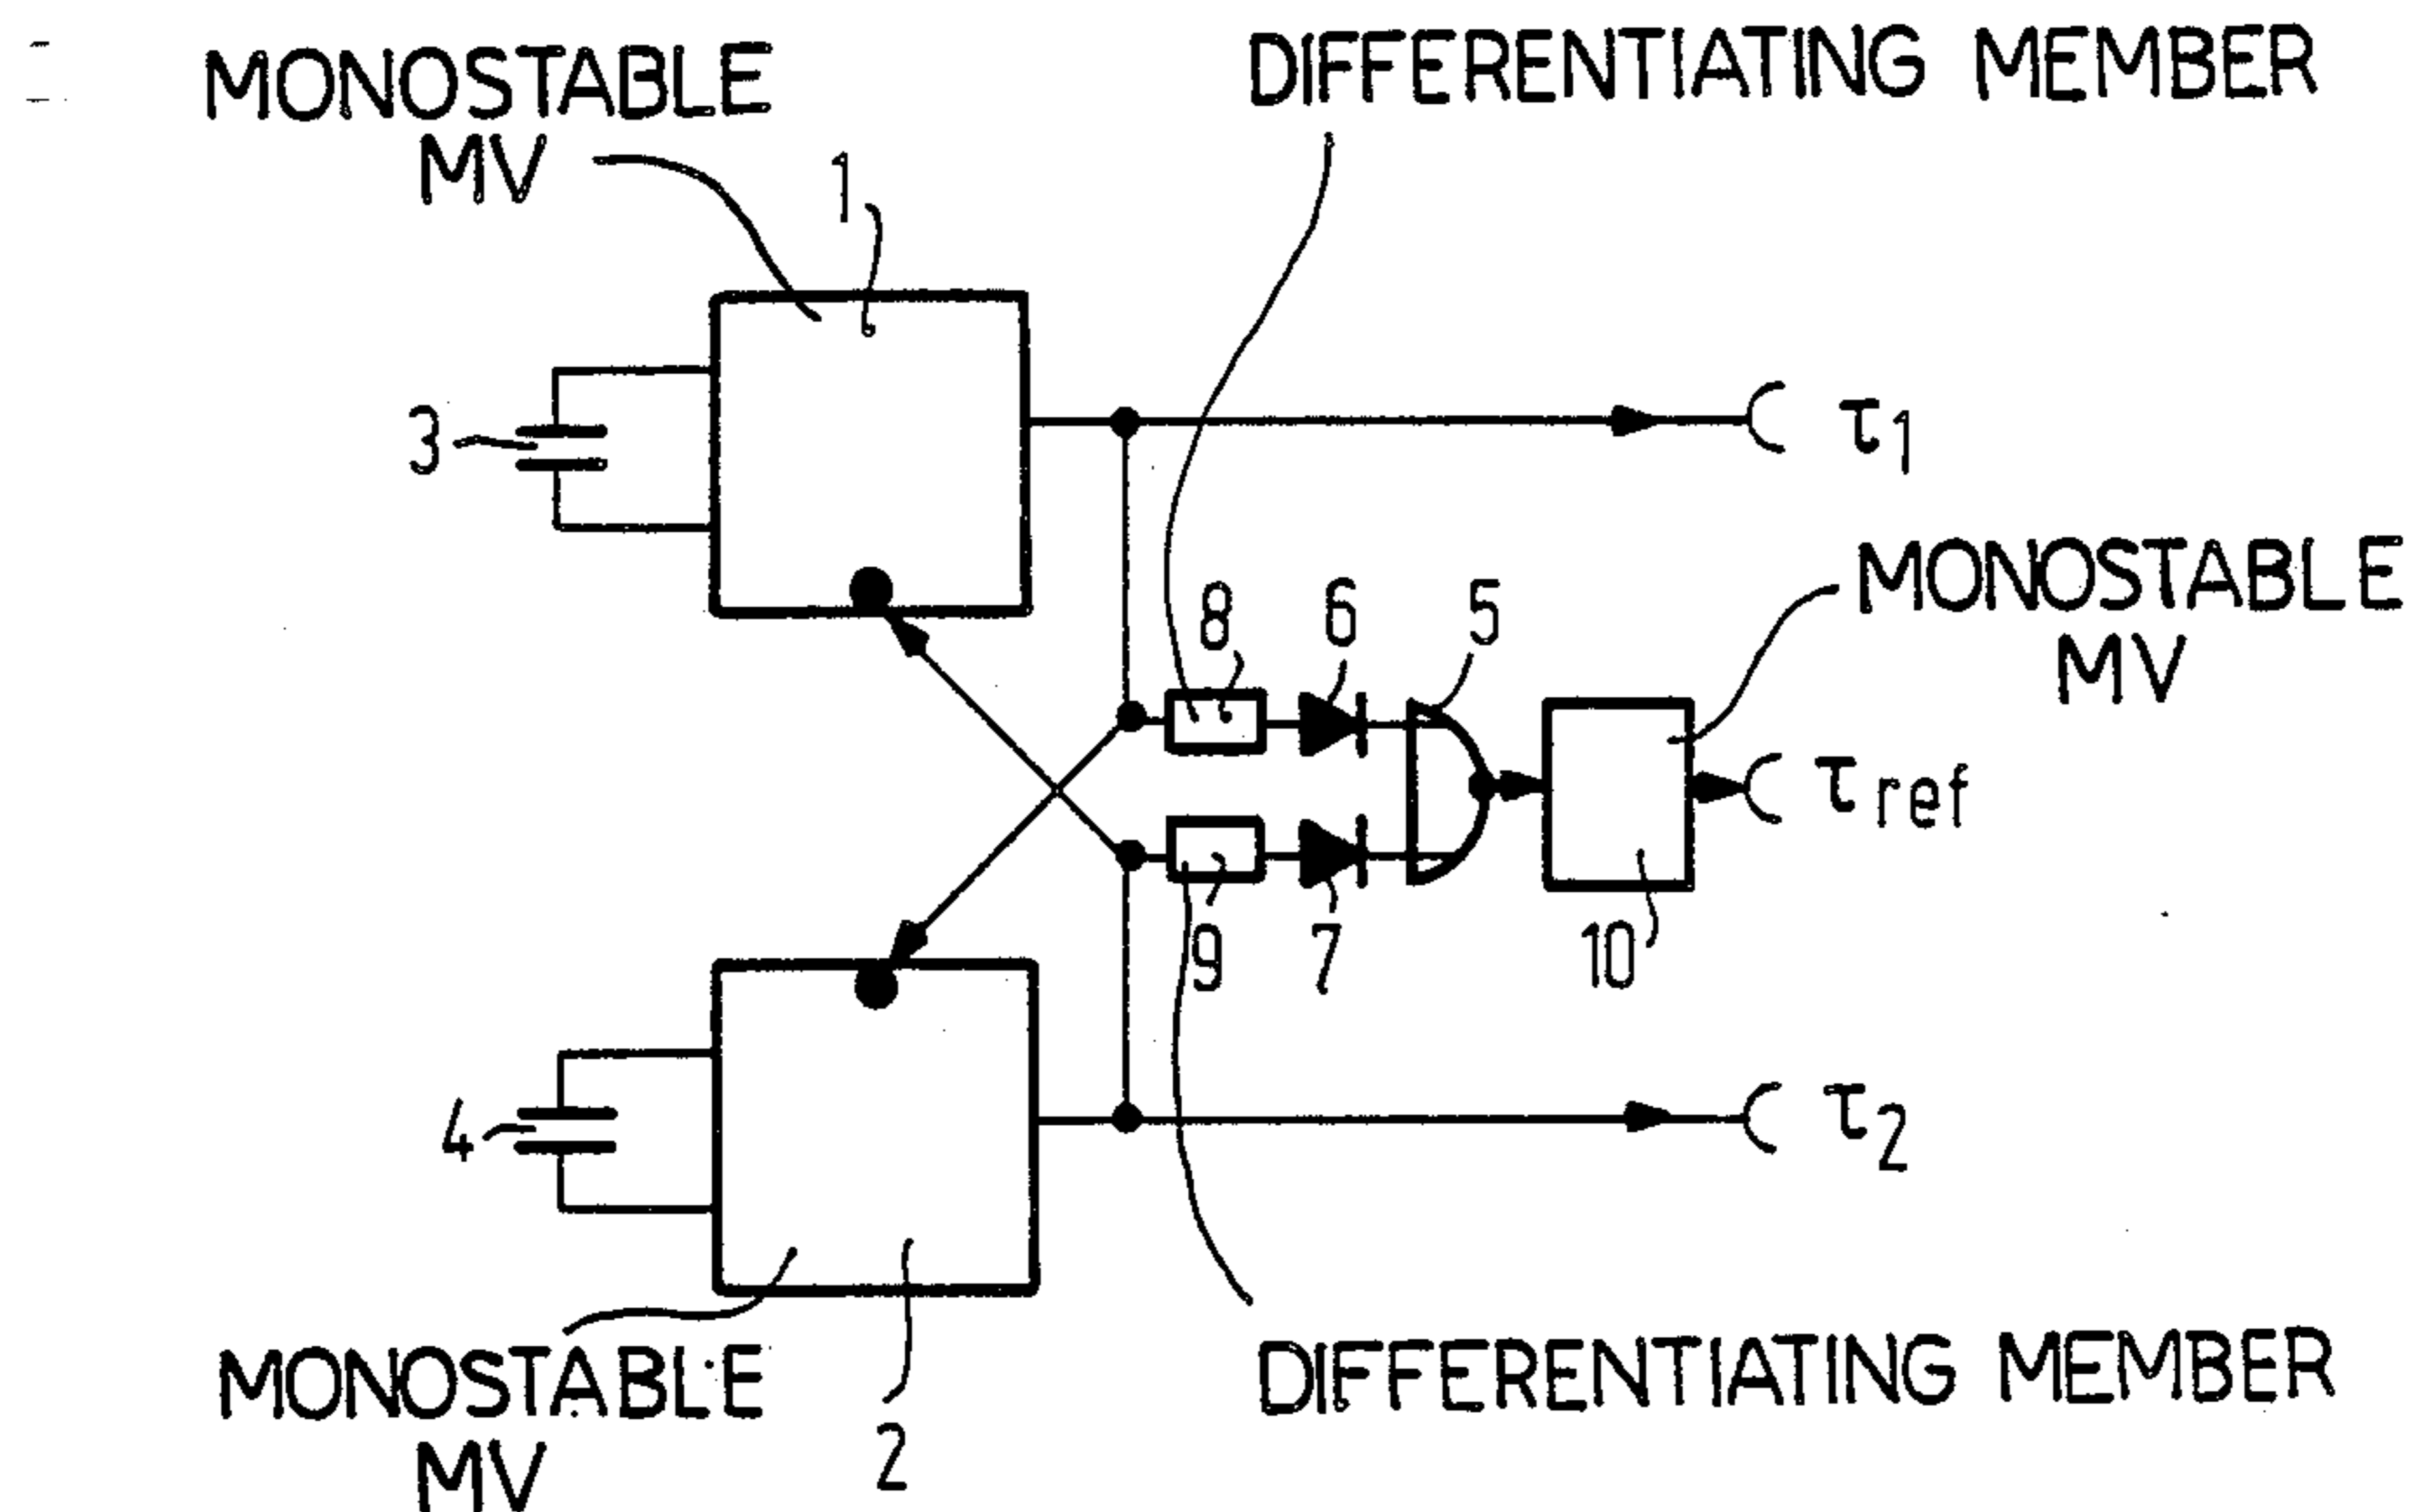 MONOSTABLE
MV
DIFFERENTIATING MEMBER
1
3
τ1
MONOSTABLE
MV
8
6
5
τref
9
7
10
4
τ2
MONOSTABLE
MV
2
DIFFERENTIATING MEMBER